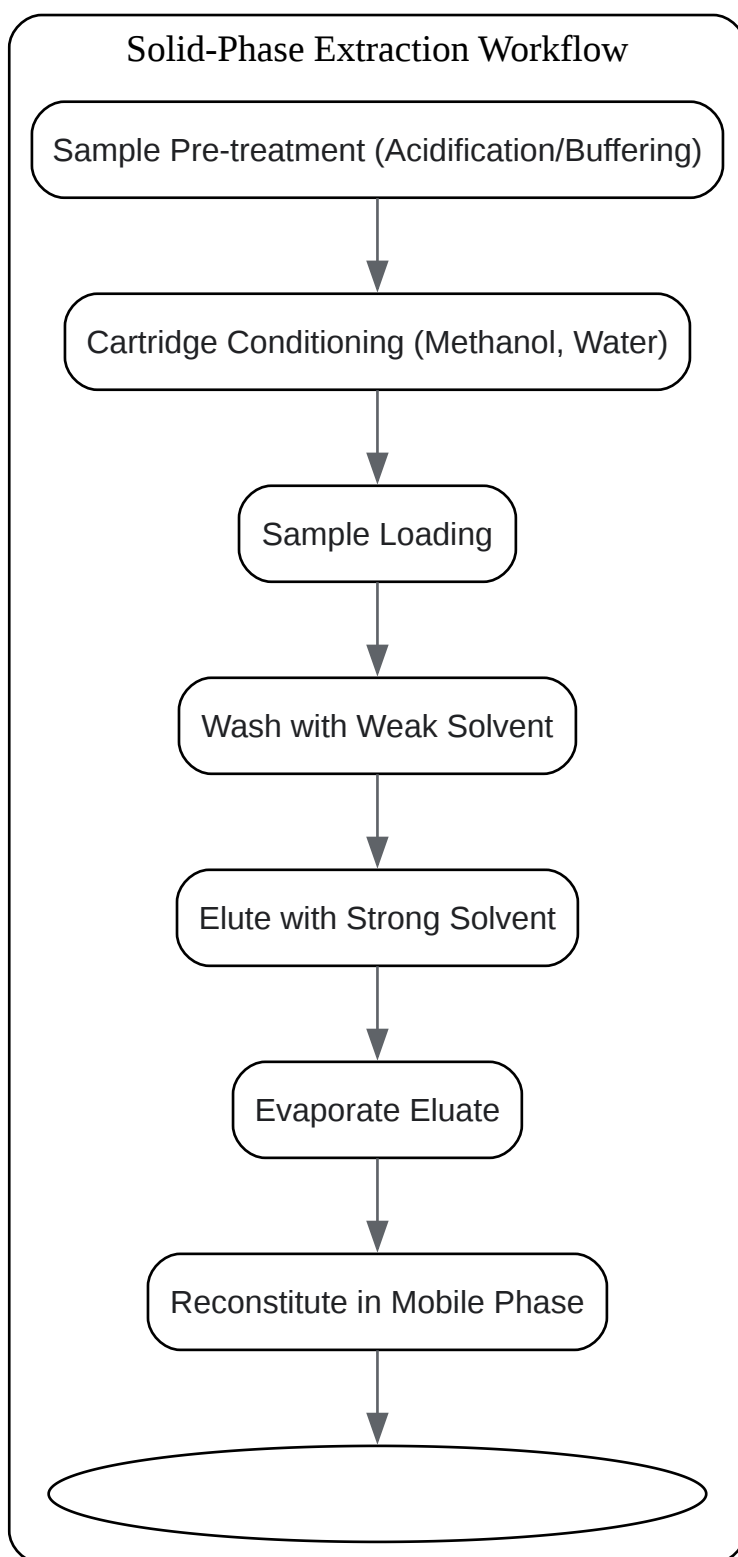 Solid-Phase Extraction Workflow
Sample Pre-treatment (Acidification/Buffering)
Cartridge Conditioning (Methanol, Water)
Sample Loading
Wash with Weak Solvent
Elute with Strong Solvent
Evaporate Eluate
Reconstitute in Mobile Phase